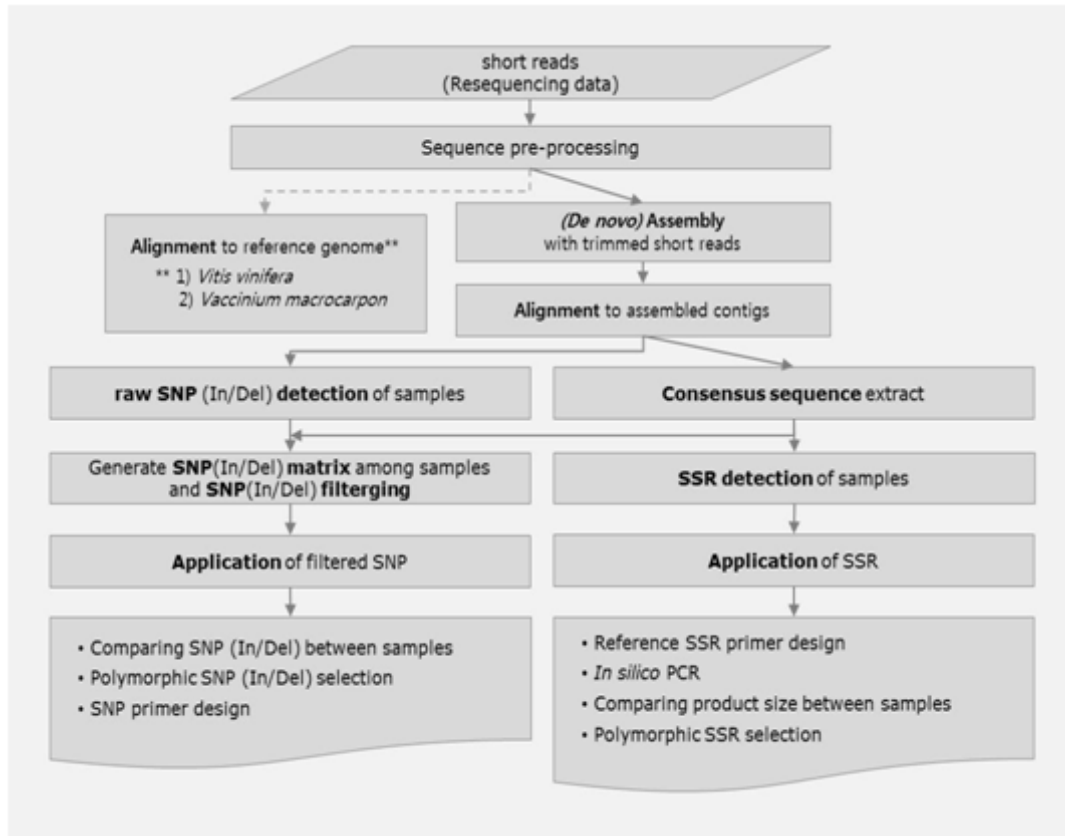 short reads
(Resequencing data)
Sequence pre-processing
Alignment to reference genome**
** 1) Vitis vinifera
2) Vaccinium macrocarpon
(De novo) Assembly
with trimmed short reads
Alignment to assembled contigs
raw SNP (In/Del) detection of samples
Consensus sequence extract
Generate SNP(In/Del) matrix among samples
and SNP(In/Del) filterging
SSR detection of samples
Application of filtered SNP
Application of SSR
• Comparing SNP (In/Del) between samples
• Polymorphic SNP (In/Del) selection
• SNP primer design
• Reference SSR primer design
• In silico PCR
• Comparing product size between samples
• Polymorphic SSR selection